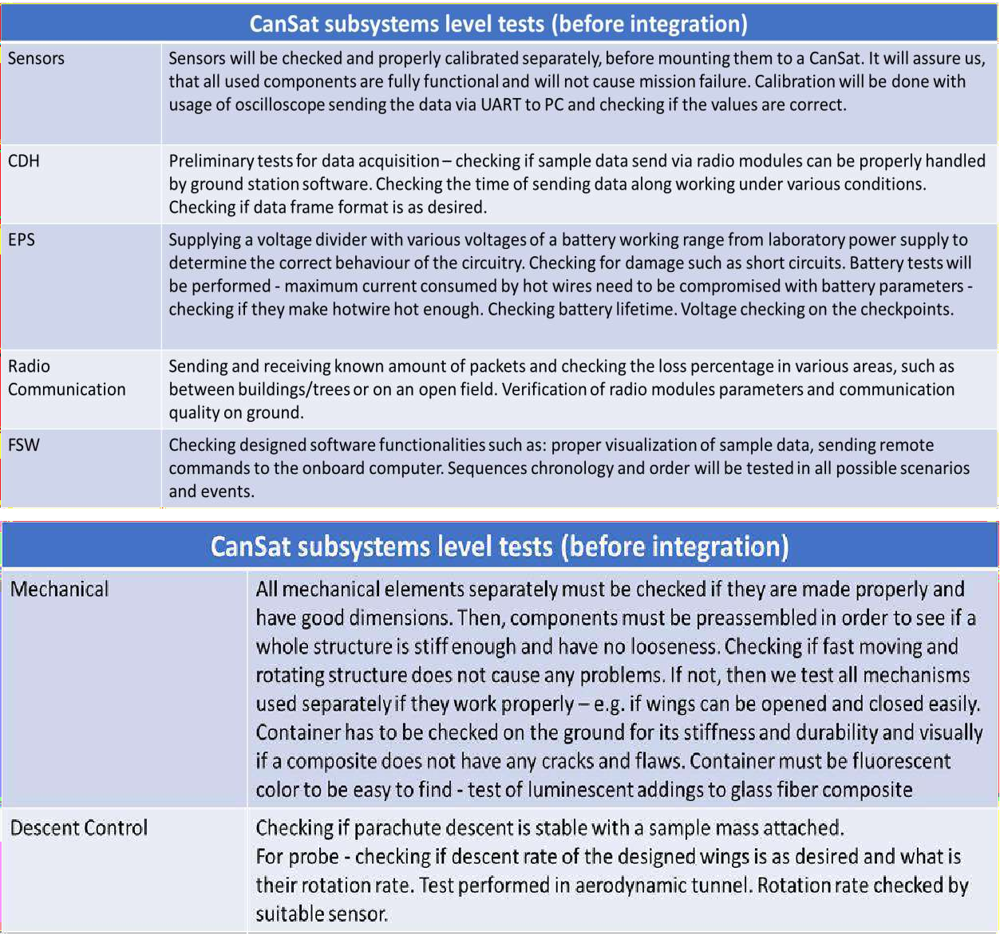 CanSat subsystems level tests (before integration)
Sensors
Sensors will be checked and properly calibrated separately, before mounting them to a CanSat. It will assure us,
that all used components are fully functional and will not cause mission failure. Calibration will be done with
usage of oscilloscope sending the data via UART to PC and checking if the values are correct.
CDH
Preliminary tests for data acquisition – checking if sample data send via radio modules can be properly handled
by ground station software. Checking the time of sending data along working under various conditions.
Checking if data frame format is as desired.
EPS
Supplying a voltage divider with various voltages of a battery working range from laboratory power supply to
determine the correct behaviour of the circuitry. Checking for damage such as short circuits. Battery tests will
be performed - maximum current consumed by hot wires need to be compromised with battery parameters -
checking if they make hotwire hot enough. Checking battery lifetime. Voltage checking on the checkpoints.
Radio
Communication
Sending and receiving known amount of packets and checking the loss percentage in various areas, such as
between buildings/trees or on an open field. Verification of radio modules parameters and communication
quality on ground.
FSW
Checking designed software functionalities such as: proper visualization of sample data, sending remote
commands to the onboard computer. Sequences chronology and order will be tested in all possible scenarios
and events.
CanSat subsystems level tests (before integration)
Mechanical
All mechanical elements separately must be checked if they are made properly and
have good dimensions. Then, components must be preassembled in order to see if a
whole structure is stiff enough and have no looseness. Checking if fast moving and
rotating structure does not cause any problems. If not, then we test all mechanisms
used separately if they work properly – e.g. if wings can be opened and closed easily.
Container has to be checked on the ground for its stiffness and durability and visually
if a composite does not have any cracks and flaws. Container must be fluorescent
color to be easy to find - test of luminescent addings to glass fiber composite
Descent Control
Checking if parachute descent is stable with a sample mass attached.
For probe - checking if descent rate of the designed wings is as desired and what is
their rotation rate. Test performed in aerodynamic tunnel. Rotation rate checked by
suitable sensor.